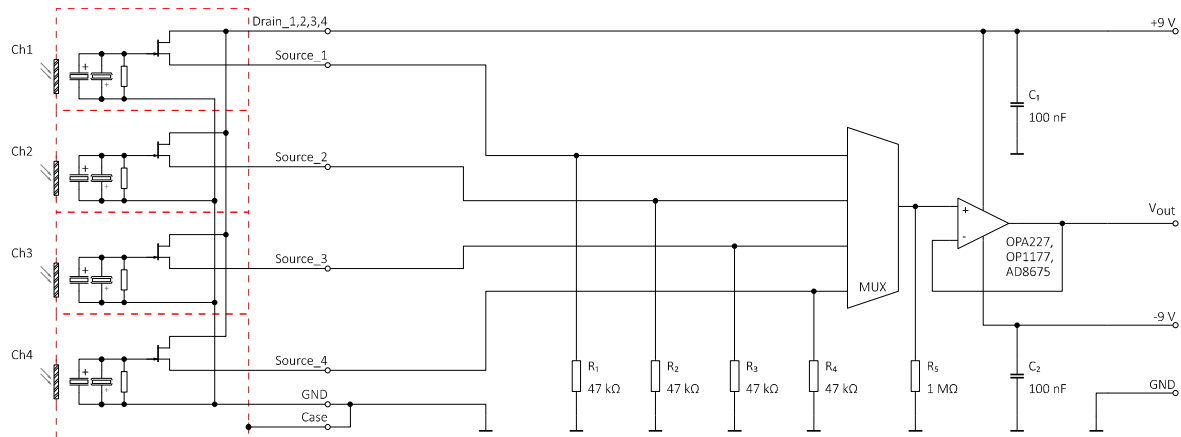 Drain_1,2,3,4
+9 V
Ch1
Source_1
C₁
100 nF
Ch2
Source_2
Vout
+
-
OPA227,
OP1177,
AD8675
Ch3
Source_3
MUX
-9 V
Ch4
Source_4
R₁
47 kΩ
R₂
47 kΩ
R₃
47 kΩ
R₄
47 kΩ
R₅
1 MΩ
C₂
100 nF
GND
GND
Case
+
+
+
+
+
+
+
+